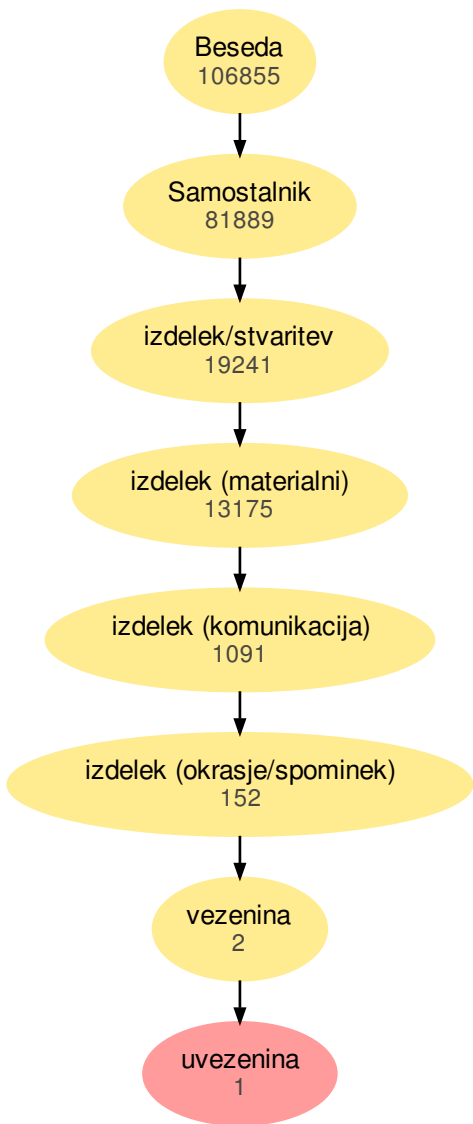 Beseda
106855
Samostalnik
81889
izdelek/stvaritev
19241
izdelek (materialni)
13175
izdelek (komunikacija)
1091
izdelek (okrasje/spominek)
152
vezenina
2
uvezenina
1